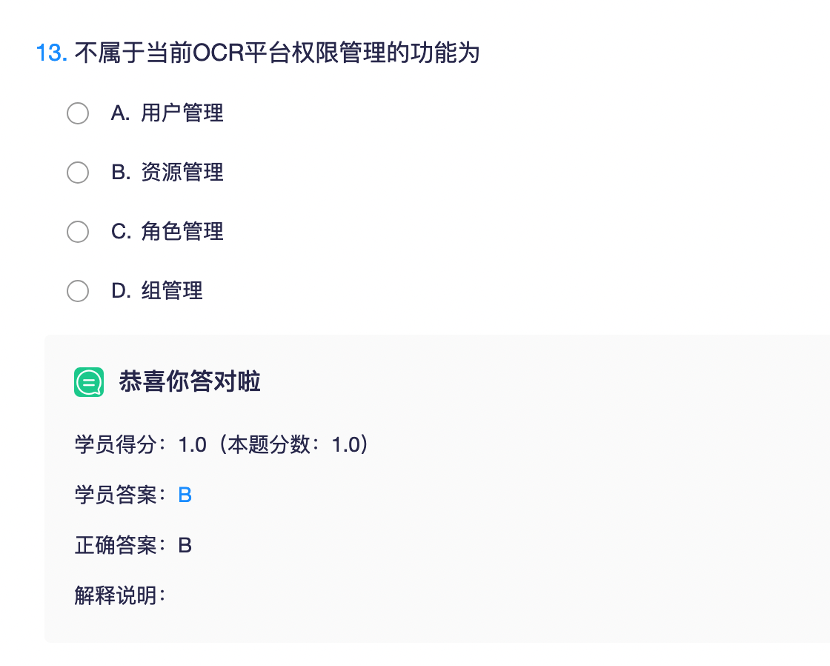 13. 不属于当前OCR平台权限管理的功能为
A. 用户管理
B. 资源管理
C. 角色管理
D. 组管理
恭喜你答对啦
学员得分：1.0（本题分数：1.0）
学员答案：B
正确答案：B
解释说明：